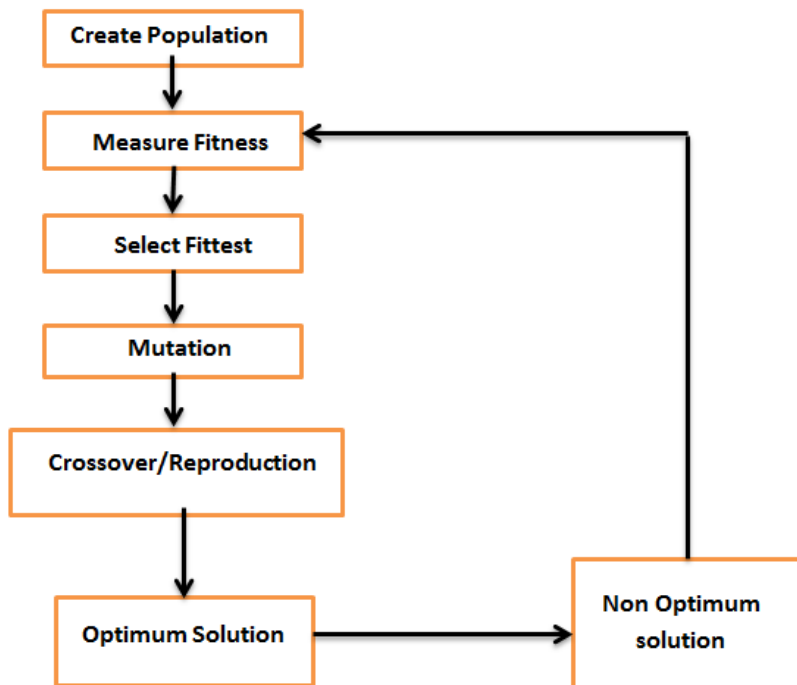 Create Population
Measure Fitness
Select Fittest
Mutation
Crossover/Reproduction
Optimum Solution
Non Optimum
solution